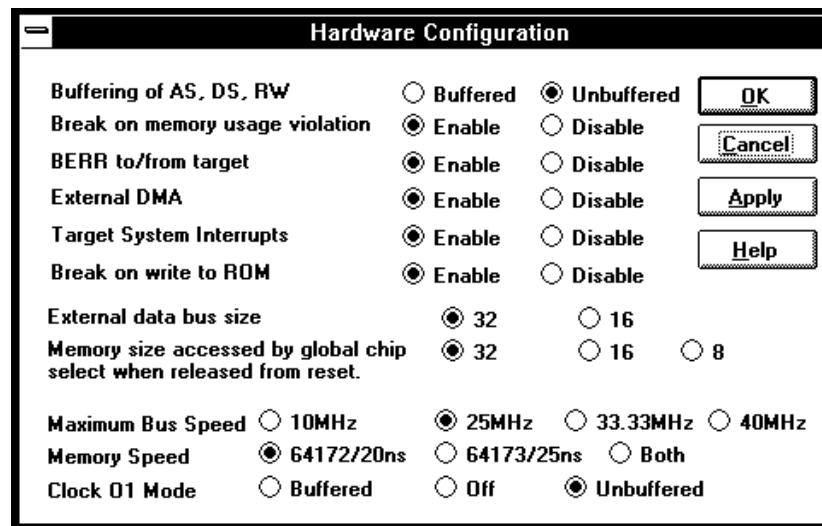 Hardware Configuration
Buffering of AS, DS, RW Buffered Unbuffered OK
Break on memory usage violation Enable Disable
Cancel
BERR to/from target Enable Disable
External DMA Enable Disable Apply
Target System Interrupts Enable Disable
Help
Break on write to ROM Enable Disable
External data bus size 32 16
Memory size accessed by global chip 32 16 8
select when released from reset.
Maximum Bus Speed 10MHz 25MHz 33.33MHz 40MHz
Memory Speed 64172/20ns 64173/25ns Both
Clock O1 Mode Buffered Off Unbuffered